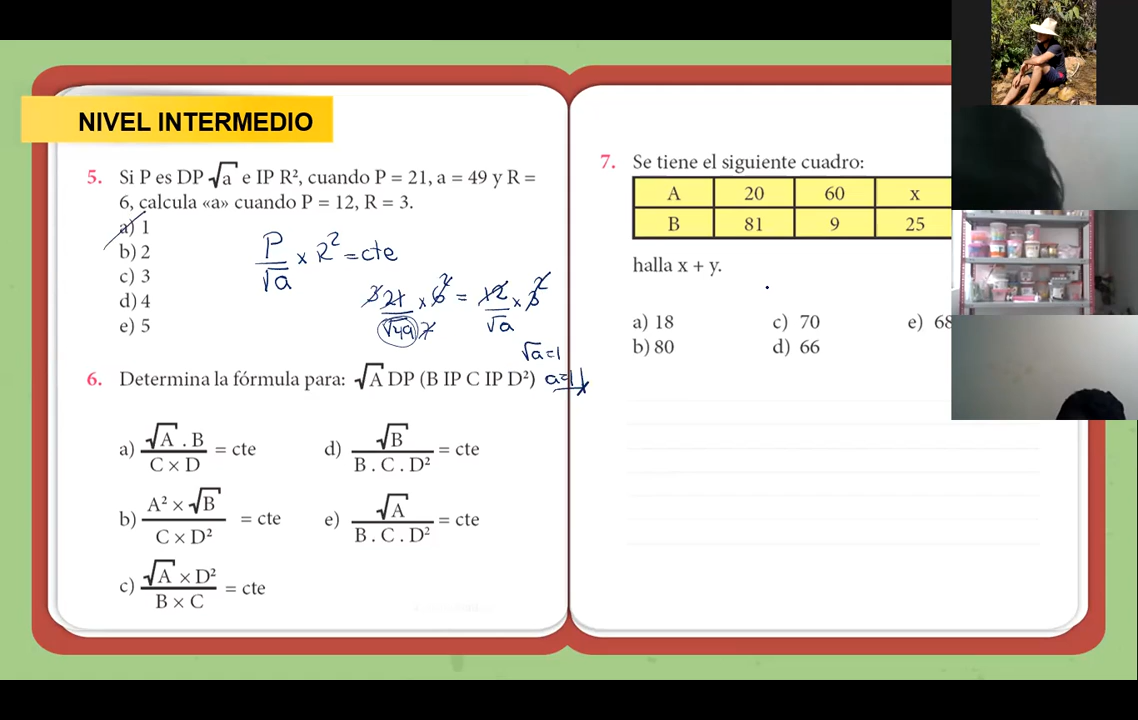 NIVEL INTERMEDIO
5. Si P es DP √a e IP R², cuando P = 21, a = 49 y R =
6, calcula «a» cuando P = 12, R = 3.
a) 1
b) 2
c) 3
d) 4
e) 5
P/√a × R² = cte
3 21/√49 7 × 6² = 12/√a × 3²
√a = 1
a = 1
6. Determina la fórmula para: √A DP (B IP C IP D²)
a) √A . B / C × D = cte
b) A² × √B / C × D² = cte
c) √A × D² / B × C = cte
d) √B / B . C . D² = cte
e) √A / B . C . D² = cte
7. Se tiene el siguiente cuadro:
A 20 60 x
B 81 9 25
halla x + y.
a) 18 c) 70 e) 68
b) 80 d) 66